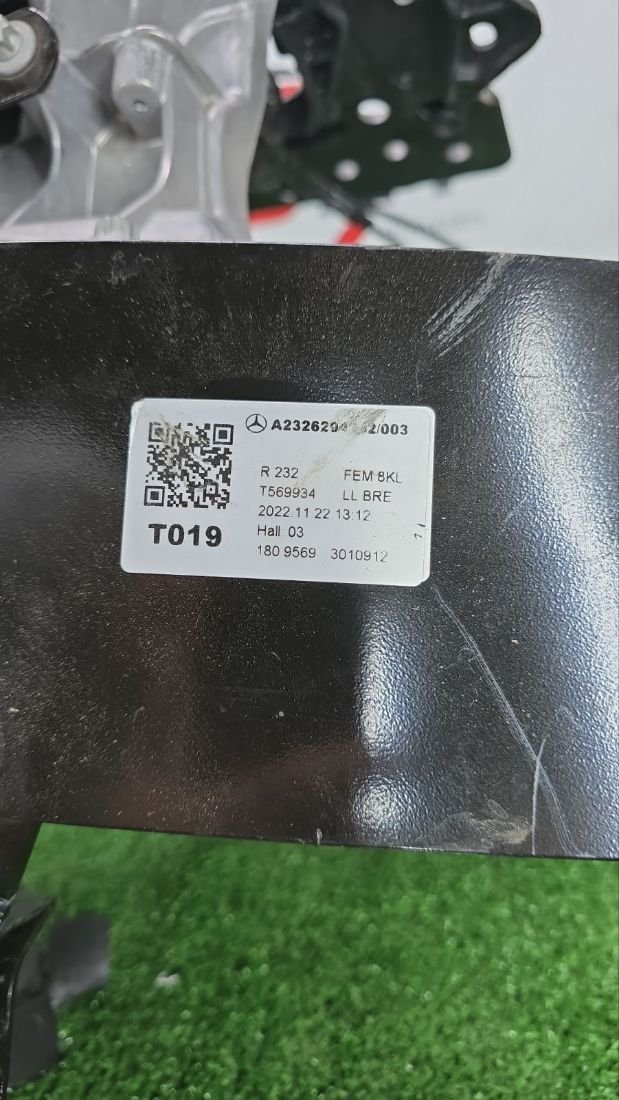 R 232 FEM 8KL
T569934 LL BRE
2022.11.22 13:12
Hall: 03
T019
180 9569 3010912